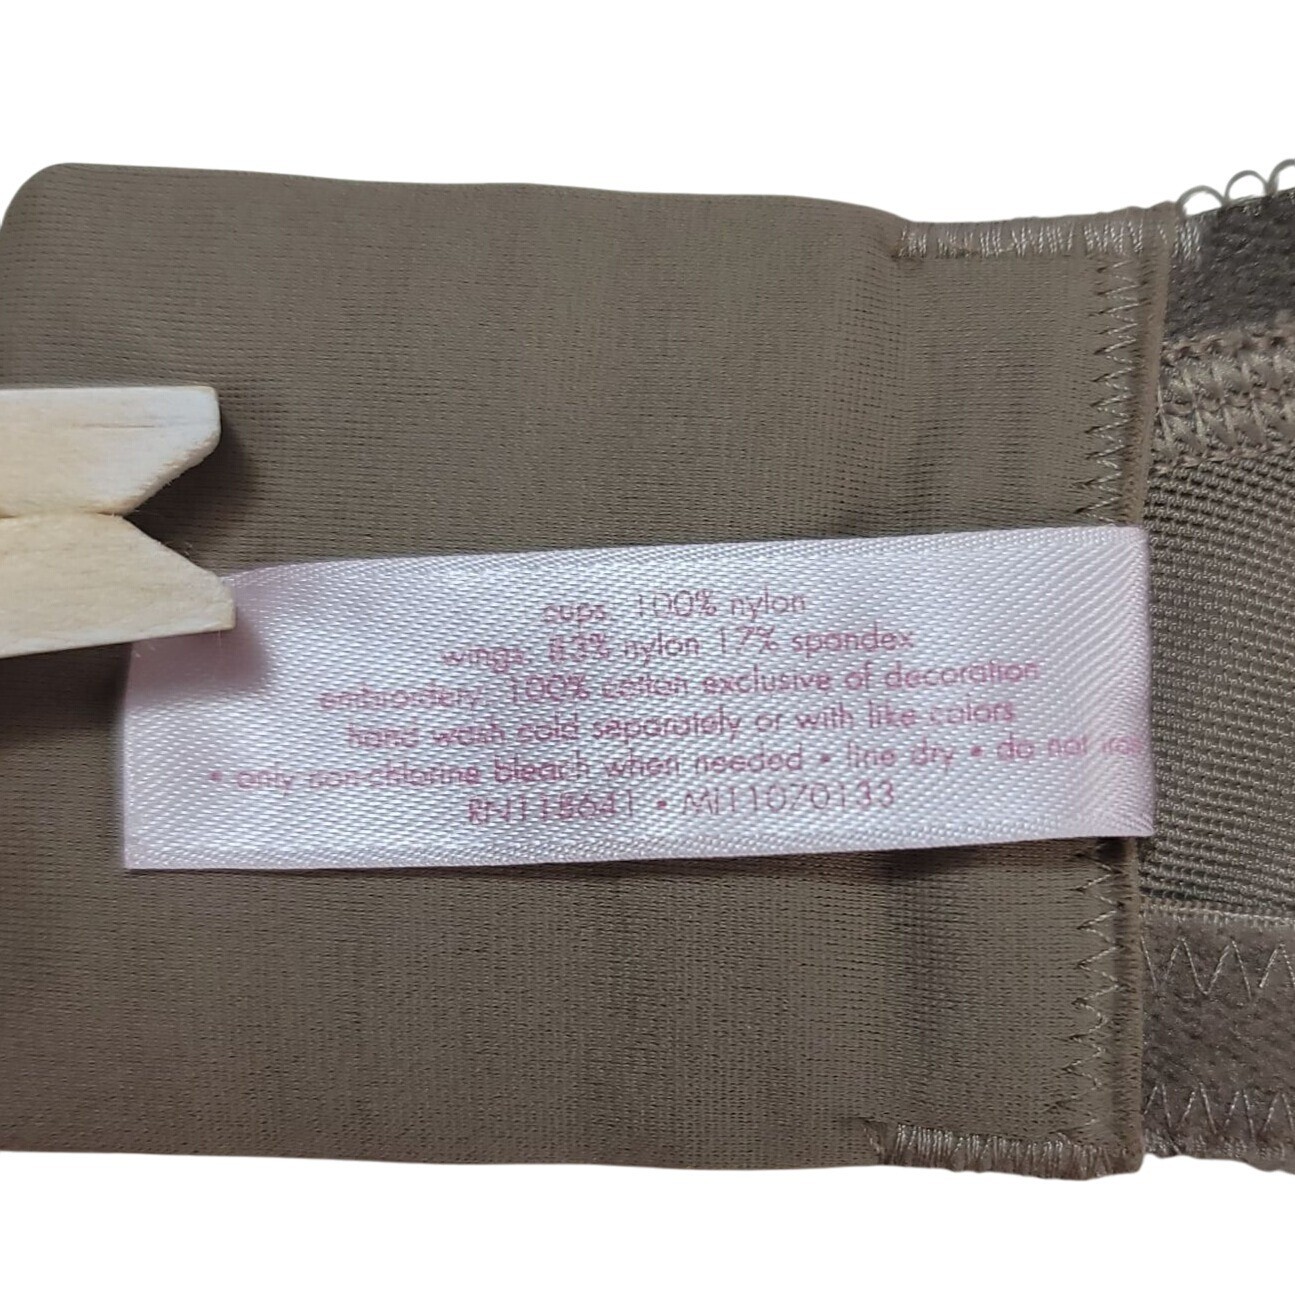 cups: 100% nylon
wings: 83% nylon 17% spandex
embroidery: 100% cotton exclusive of decoration
hand wash cold separately or with like colors
• only non-chlorine bleach when needed • line dry • do not iron
RN118641 • MI11070133